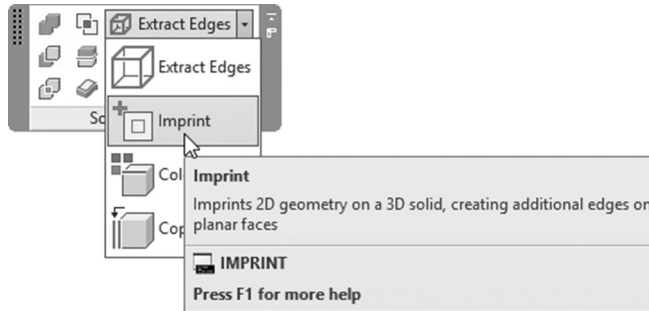 Extract Edges
Extract Edges
Imprint
Imprint
Imprints 2D geometry on a 3D solid, creating additional edges on
planar faces
IMPRINT
Press F1 for more help